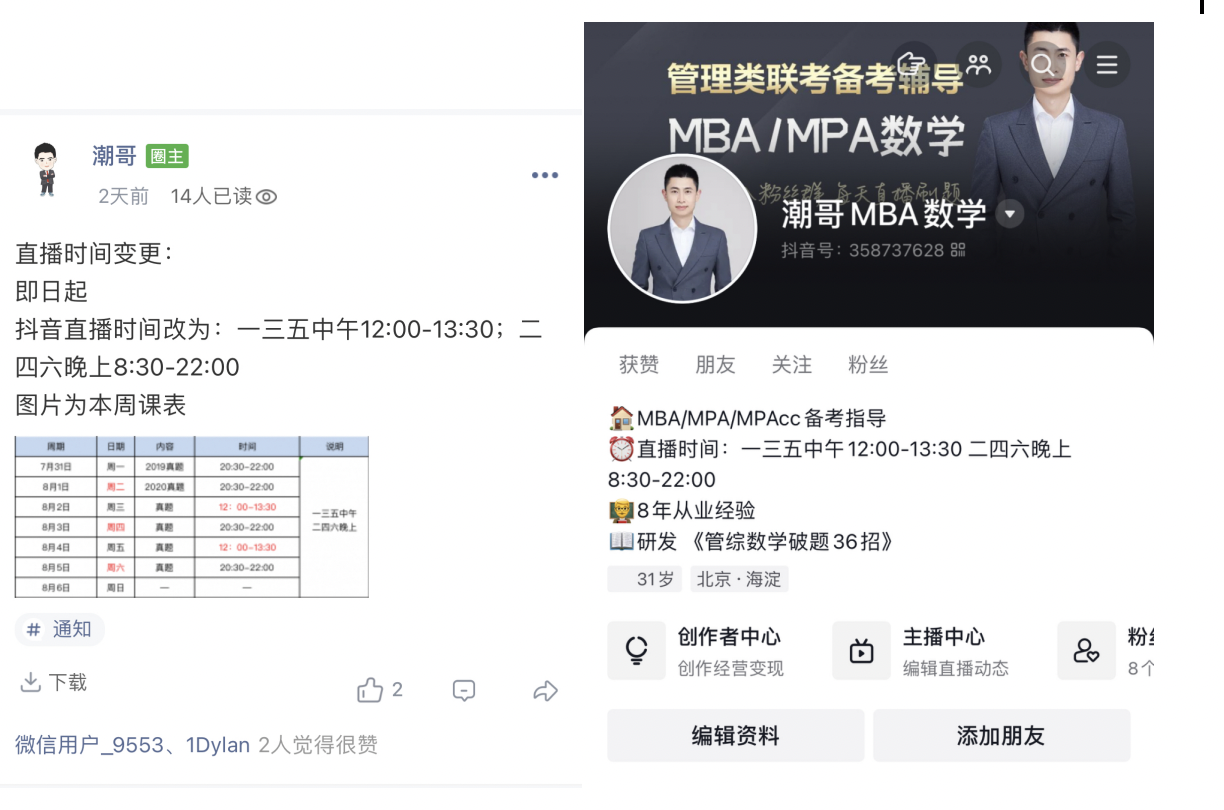 潮哥 圈主
2天前 14人已读
直播时间变更：
即日起
抖音直播时间改为：一三五中午12:00-13:30；二
四六晚上8:30-22:00
图片为本周课表
周期 日期 内容 时间 说明
7月31日 周一 2019真题 20:30-22:00
8月1日 周二 2020真题 20:30-22:00
8月2日 周三 真题 12：00-13:30
8月3日 周四 真题 20:30-22:00
8月4日 周五 真题 12：00-13:30
8月5日 周六 真题 20:30-22:00
8月6日 周日 — —
一三五中午
二四六晚上
# 通知
下载
2
微信用户_9553、1Dylan 2人觉得很赞
管理类联考备考辅导
MBA/MPA数学
粉丝群 每天直播刷题
潮哥MBA数学
抖音号：358737628
获赞 朋友 关注 粉丝
MBA/MPA/MPAcc备考指导
直播时间：一三五中午12:00-13:30 二四六晚上
8:30-22:00
8年从业经验
研发 《管综数学破题36招》
31岁 北京·海淀
创作者中心
创作经营变现
主播中心
编辑直播动态
粉丝
8个
编辑资料
添加朋友